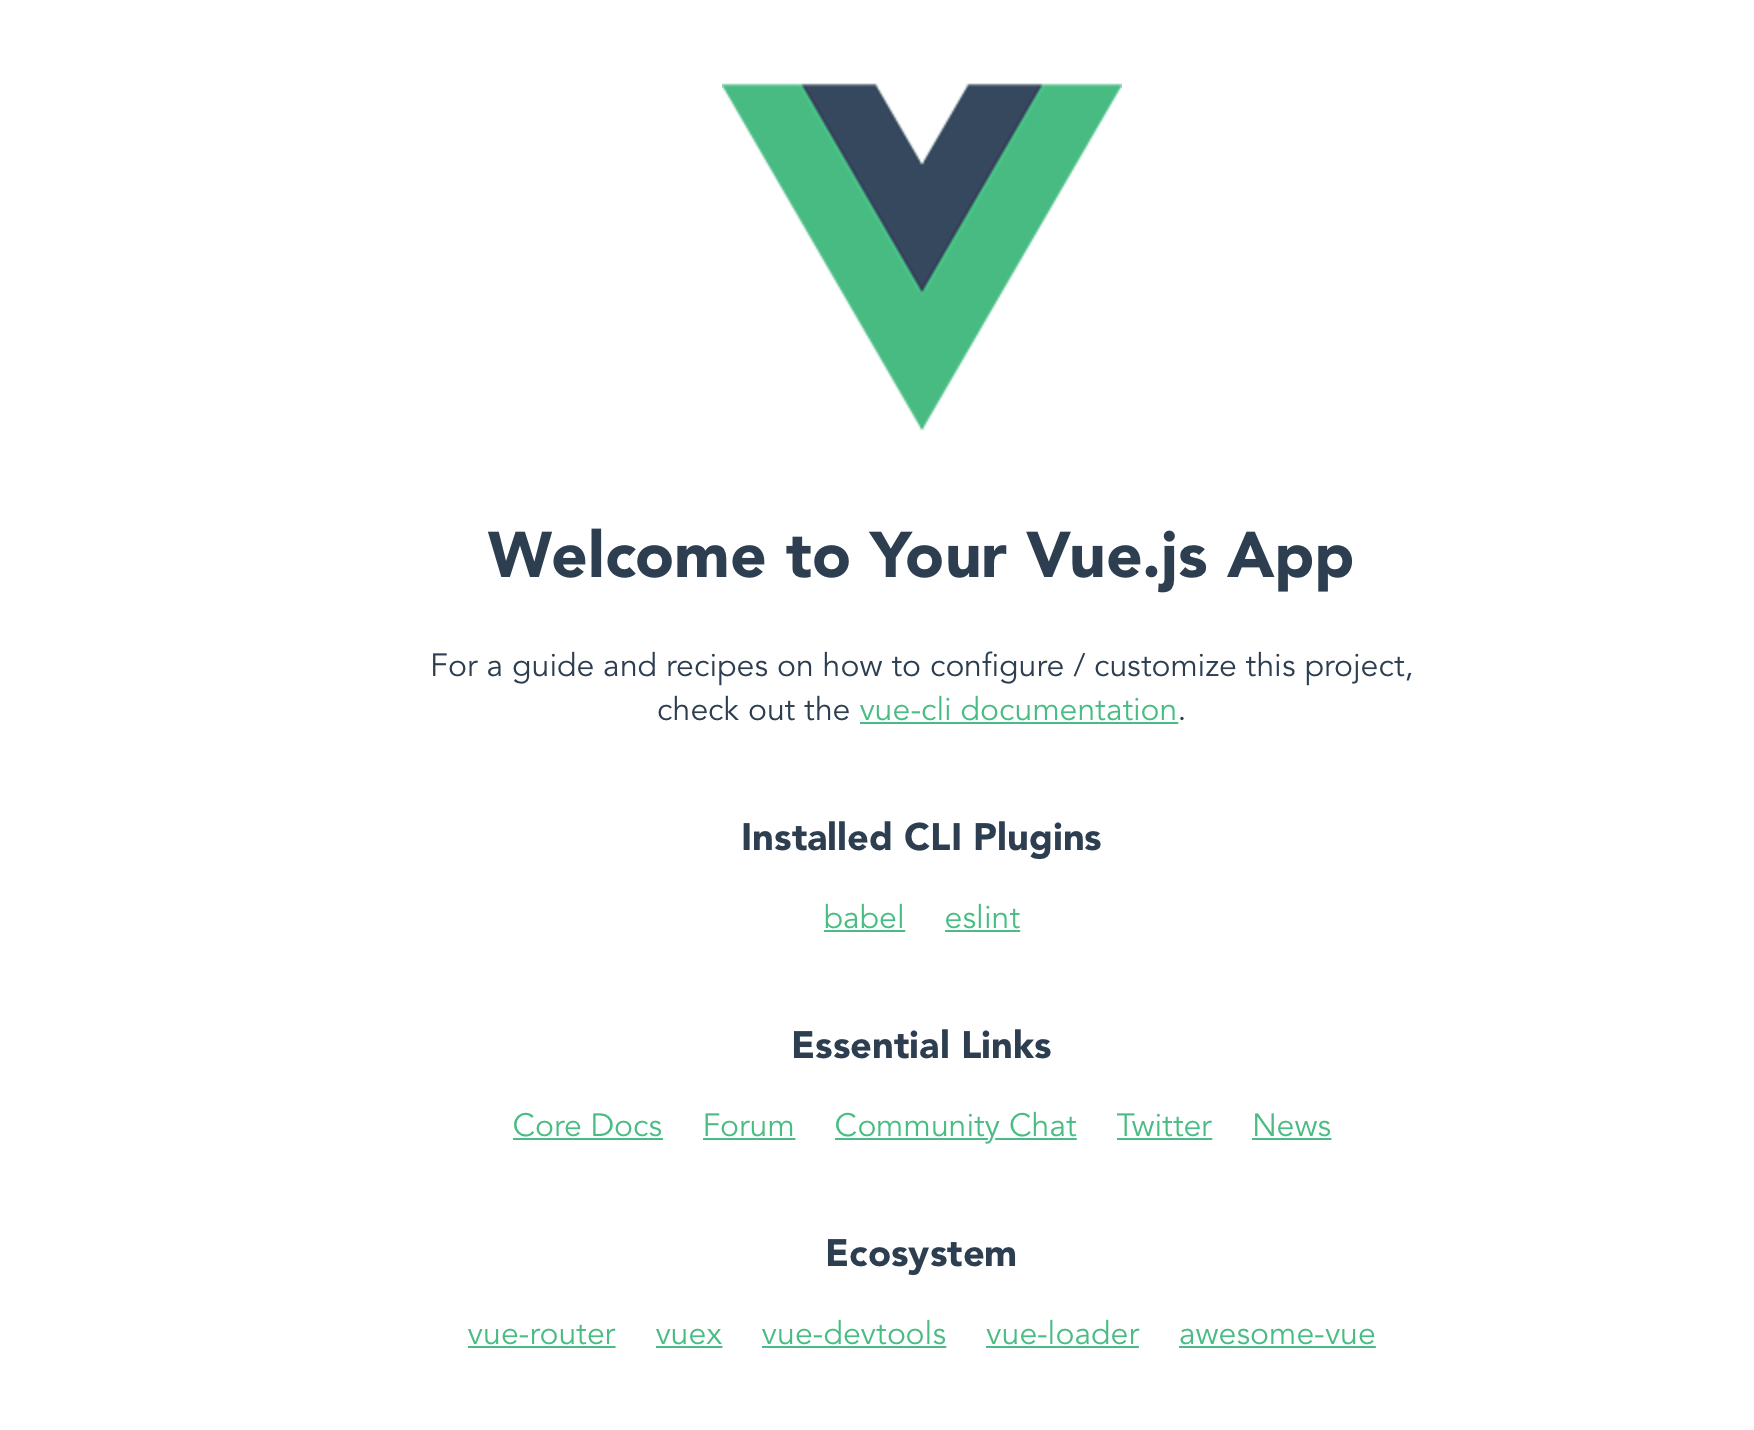 Welcome to Your Vue.js App
For a guide and recipes on how to configure / customize this project,
check out the vue-cli documentation.
Installed CLI Plugins
babel eslint
Essential Links
Core Docs Forum Community Chat Twitter News
Ecosystem
vue-router vuex vue-devtools vue-loader awesome-vue